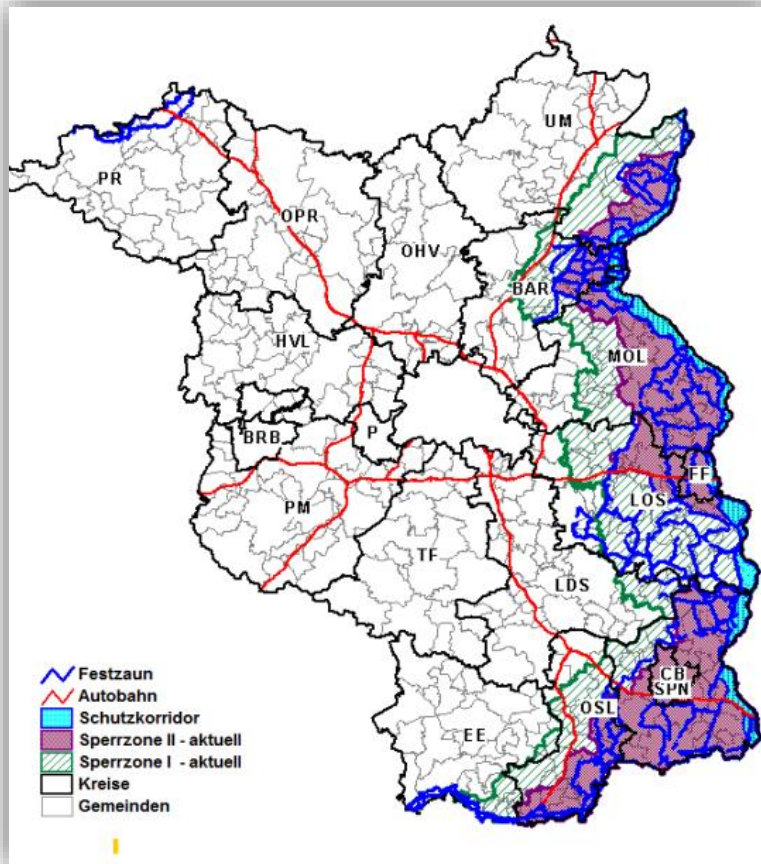 UM
PR
OPR
OHV
BAR
HVL
MOL
BRB
P
FF
PM
LOS
TF
LDS
CB
SPN
OSL
EE
Festzaun
Autobahn
Schutzkorridor
Sperrzone II - aktuell
Sperrzone I - aktuell
Kreise
Gemeinden